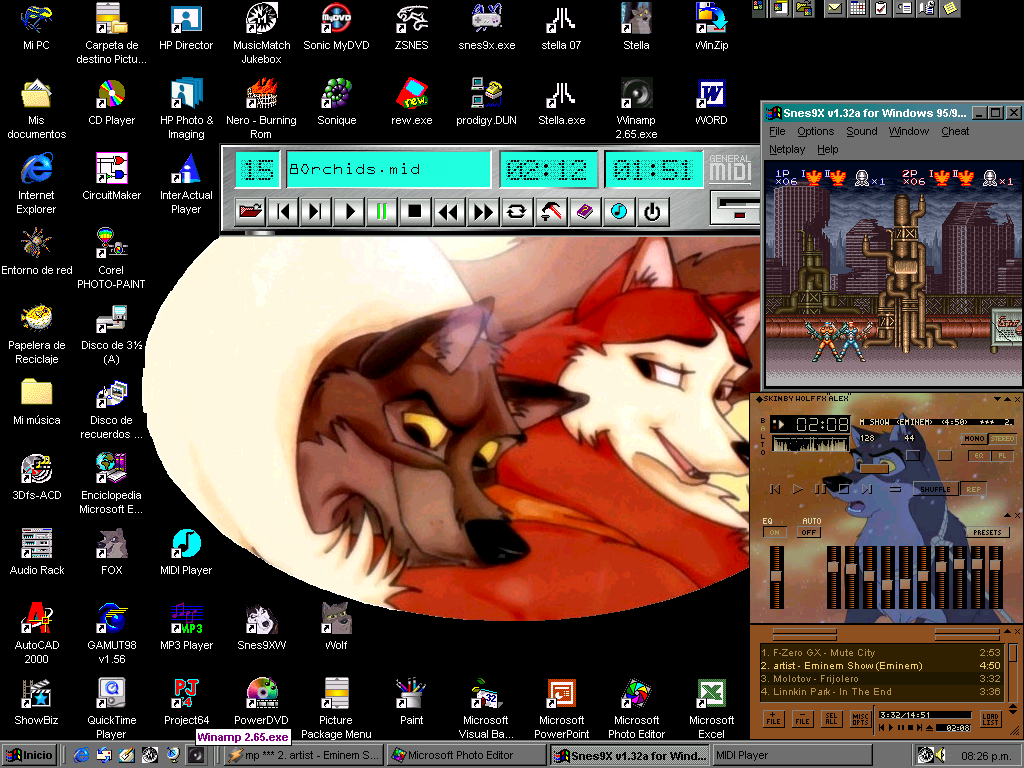 Mi PC
Carpeta de
destino Pictu...
HP Director
MusicMatch
Jukebox
Sonic MyDVD
ZSNES
snes9x.exe
stella 07
Stella
WinZip
Mis
documentos
CD Player
HP Photo &
Imaging
Nero - Burning
Rom
Sonique
rew.exe
prodigy.DUN
Stella.exe
Winamp
2.65.exe
WORD
Internet
Explorer
CircuitMaker
InterActual
Player
Entorno de red
Corel
PHOTO-PAINT
Papelera de
Reciclaje
Disco de 3½
(A)
Mi música
Disco de
recuerdos ...
3Dfs-ACD
Enciclopedia
Microsoft E...
Audio Rack
FOX
MIDI Player
AutoCAD
2000
GAMUT98
v1.56
MP3 Player
Snes9XW
Wolf
ShowBiz
QuickTime
Player
Project64
PowerDVD
Picture
Package Menu
Paint
Microsoft
Visual Ba...
Microsoft
PowerPoint
Microsoft
Photo Editor
Microsoft
Excel
Winamp 2.65.exe
15
80rchids.mid
02:12
01:51
GENERAL
MIDI
Snes9X v1.32a for Windows 95/9...
File Options Sound Window Cheat
Netplay Help
1P
×06
I II
×1
2P
×06
I II
×1
SKIN BY WOLFFX"ALEX"
BALTO
02:08
M SHOW (EMINEM) (4:50) *** 2.
128
44
MONO STEREO
EQ PL
SHUFFLE REP
EQ
ON
AUTO
OFF
PRESETS
1. F-Zero GX - Mute City 2:53
2. artist - Eminem Show (Eminem) 4:50
3. Molotov - Frijolero 3:32
4. Linnkin Park - In The End 3:36
+ FILE
- FILE
SEL ALL
MISC OPTS
3:32/14:51
02:08
LOAD LIST
Inicio
mp *** 2. artist - Eminem S...
Microsoft Photo Editor
Snes9X v1.32a for Wind...
MIDI Player
08:26 p.m.